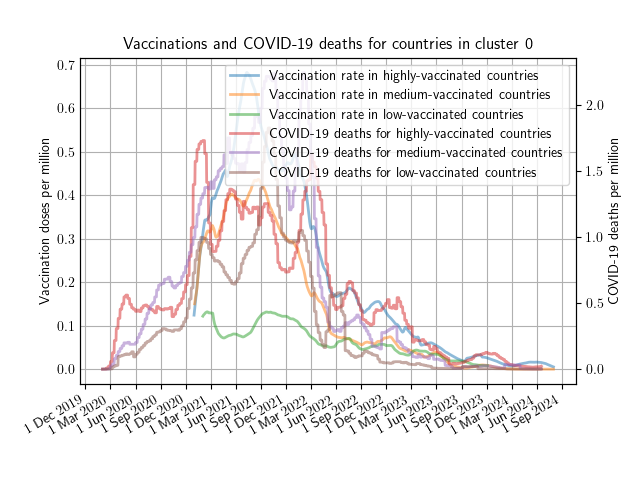 Vaccinations and COVID-19 deaths for countries in cluster 0
Vaccination doses per million
0.7
0.6
0.5
0.4
0.3
0.2
0.1
0.0
Vaccination rate in highly-vaccinated countries
Vaccination rate in medium-vaccinated countries
Vaccination rate in low-vaccinated countries
COVID-19 deaths for highly-vaccinated countries
COVID-19 deaths for medium-vaccinated countries
COVID-19 deaths for low-vaccinated countries
2.0
1.5
1.0
0.5
0.0
COVID-19 deaths per million
1 Dec 2019
1 Mar 2020
1 Jun 2020
1 Sep 2020
1 Dec 2020
1 Mar 2021
1 Jun 2021
1 Sep 2021
1 Dec 2021
1 Mar 2022
1 Jun 2022
1 Sep 2022
1 Dec 2022
1 Mar 2023
1 Jun 2023
1 Sep 2023
1 Dec 2023
1 Mar 2024
1 Jun 2024
1 Sep 2024